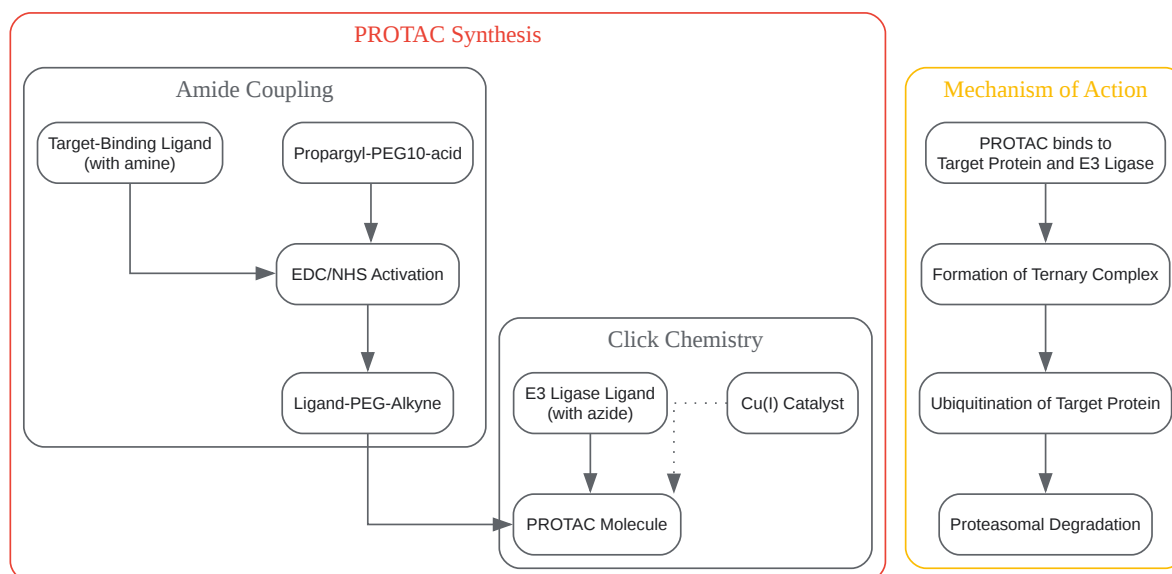 PROTAC Synthesis
Amide Coupling
Target-Binding Ligand
(with amine)
Propargyl-PEG10-acid
EDC/NHS Activation
Ligand-PEG-Alkyne
Click Chemistry
E3 Ligase Ligand
(with azide)
Cu(I) Catalyst
PROTAC Molecule
Mechanism of Action
PROTAC binds to
Target Protein and E3 Ligase
Formation of Ternary Complex
Ubiquitination of Target Protein
Proteasomal Degradation